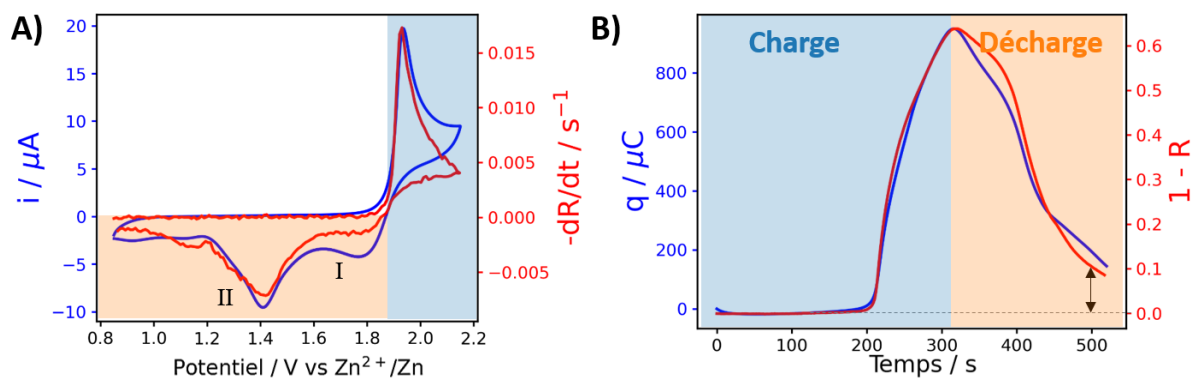 A)
20
15
10
5
0
−5
−10
i / μA
0.015
0.010
0.005
0.000
−0.005
-dR/dt / s⁻¹
I
II
0.8 1.0 1.2 1.4 1.6 1.8 2.0 2.2
Potentiel / V vs Zn²⁺/Zn
B)
Charge
Décharge
800
600
400
200
0
q / μC
0.6
0.5
0.4
0.3
0.2
0.1
0.0
1 - R
0 100 200 300 400 500
Temps / s